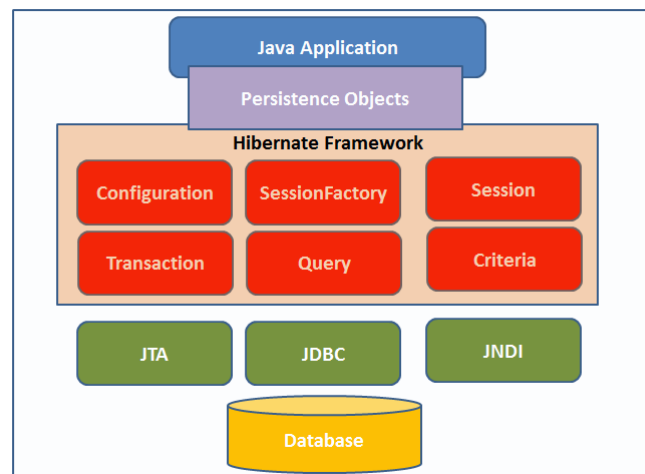 Java Application
Persistence Objects
Hibernate Framework
Configuration
SessionFactory
Session
Transaction
Query
Criteria
JTA
JDBC
JNDI
Database